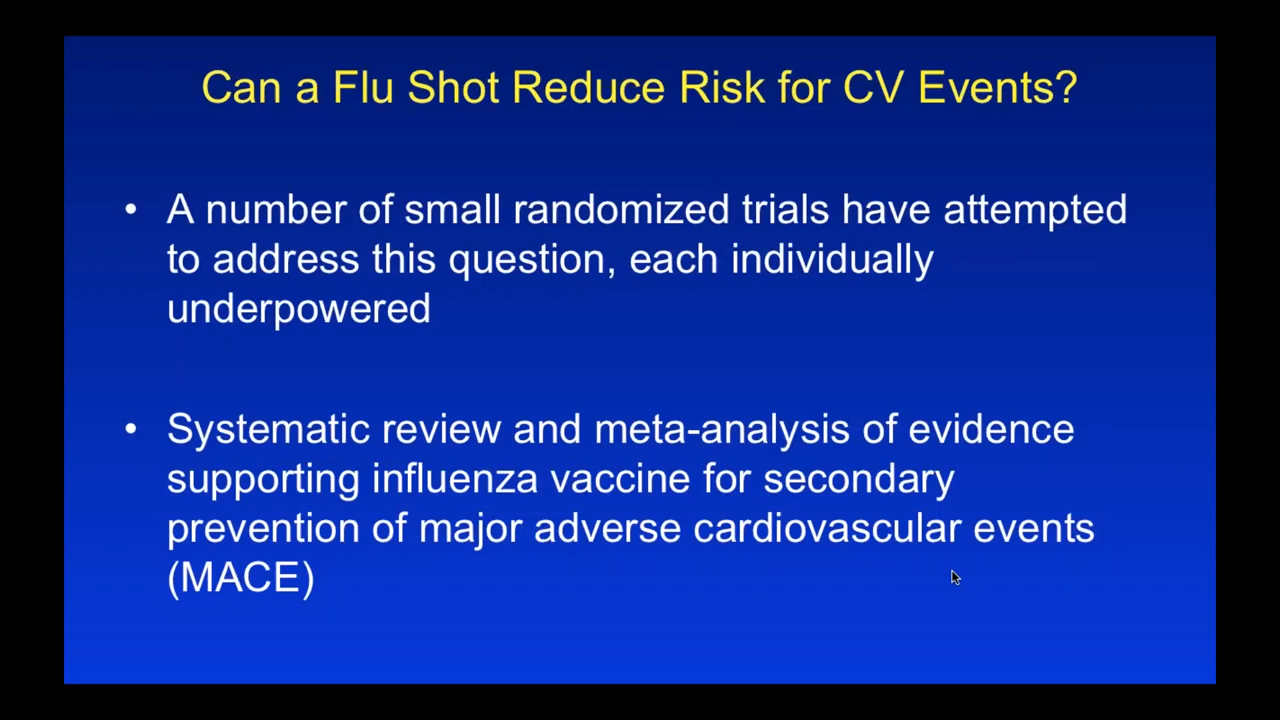 Can a Flu Shot Reduce Risk for CV Events?
• A number of small randomized trials have attempted
to address this question, each individually
underpowered
• Systematic review and meta-analysis of evidence
supporting influenza vaccine for secondary
prevention of major adverse cardiovascular events
(MACE)